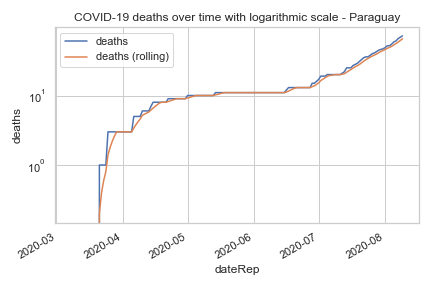 COVID-19 deaths over time with logarithmic scale - Paraguay
deaths
deaths (rolling)
10¹
10⁰
deaths
2020-03
2020-04
2020-05
2020-06
2020-07
2020-08
dateRep